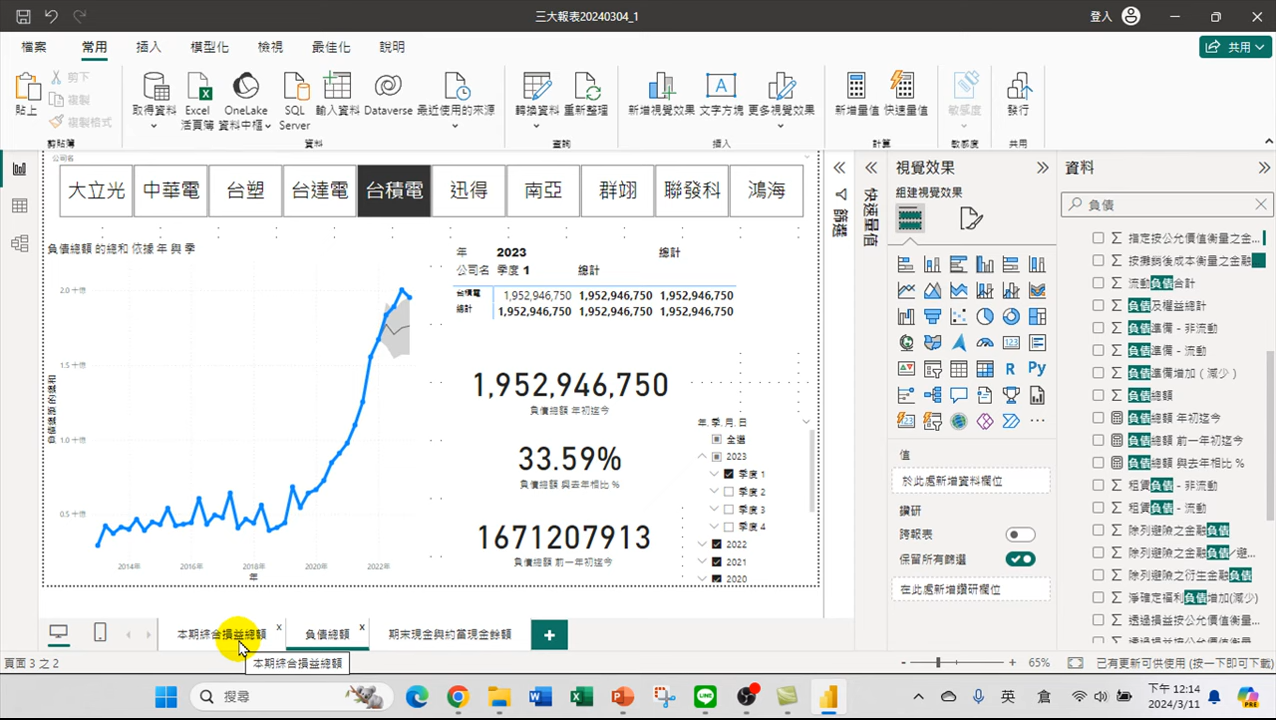 三大報表20240304_1
登入
檔案 常用 插入 模型化 檢視 最佳化 說明
共用
貼上
剪下
複製
複製格式
剪貼簿
取得資料
Excel 活頁簿
OneLake 資料中樞
SQL Server
輸入資料
Dataverse
最近使用的來源
資料
轉換資料
重新整理
查詢
新增視覺效果
文字方塊
更多視覺效果
插入
新增量值
快速量值
計算
敏感度
敏感度
發行
共用
公司名
大立光 中華電 台塑 台達電 台積電 迅得 南亞 群翊 聯發科 鴻海
負債總額 的總和 依據 年 與 季
2.0 十億
1.5 十億
1.0 十億
0.5 十億
2014年 2016年 2018年 2020年 2022年
年
年 2023 總計
公司名 季度 1 總計
台積電 1,952,946,750 1,952,946,750 1,952,946,750
總計 1,952,946,750 1,952,946,750 1,952,946,750
1,952,946,750
負債總額 年初迄今
33.59%
負債總額 與去年相比 %
1671207913
負債總額 前一年初迄今
年, 季, 月, 日
全選
2023
季度 1
季度 2
季度 3
季度 4
2022
2021
2020
篩選
快速量值
視覺效果
組建視覺效果
123
R
Py
值
於此處新增資料欄位
鑽研
跨報表
保留所有篩選
在此處新增鑽研欄位
資料
負債
指定按公允價值衡量之金...
按攤銷後成本衡量之金融
流動負債合計
負債及權益總計
負債準備 - 非流動
負債準備 - 流動
負債準備增加（減少）
負債總額
負債總額 年初迄今
負債總額 前一年初迄今
負債總額 與去年相比 %
租賃負債 - 非流動
租賃負債 - 流動
除列避險之金融負債
除列避險之金融負債/避...
除列避險之衍生金融負債
淨確定福利負債增加(減少)
透過損益按公允價值衡量...
本期綜合損益總額
負債總額
期末現金與約當現金餘額
本期綜合損益總額
頁面 3 之 2
65%
已有更新可供使用 (按一下即可下載)
搜尋
英
下午 12:14
2024/3/11
PRE